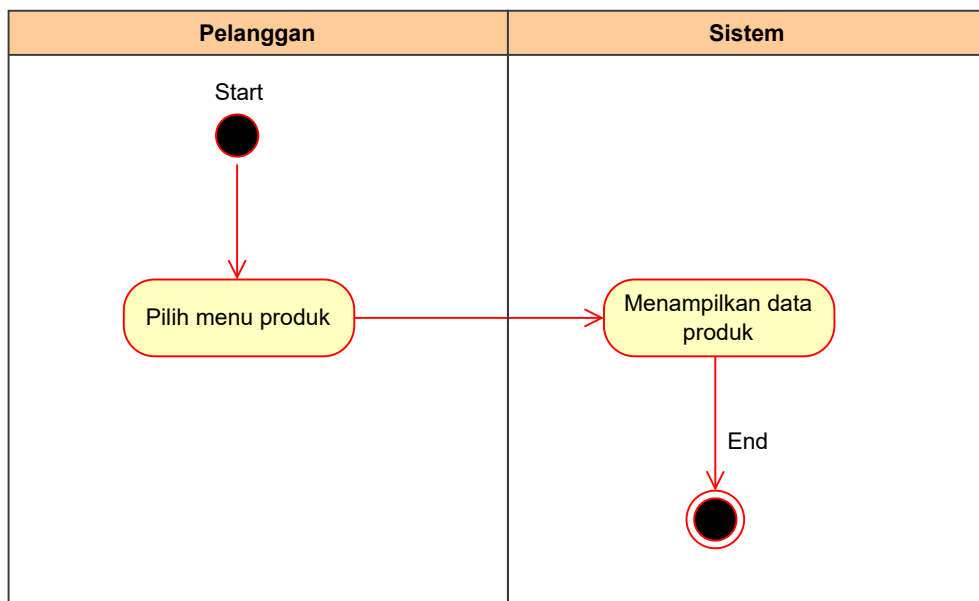 Pelanggan
Sistem
Start
Pilih menu produk
Menampilkan data
produk
End